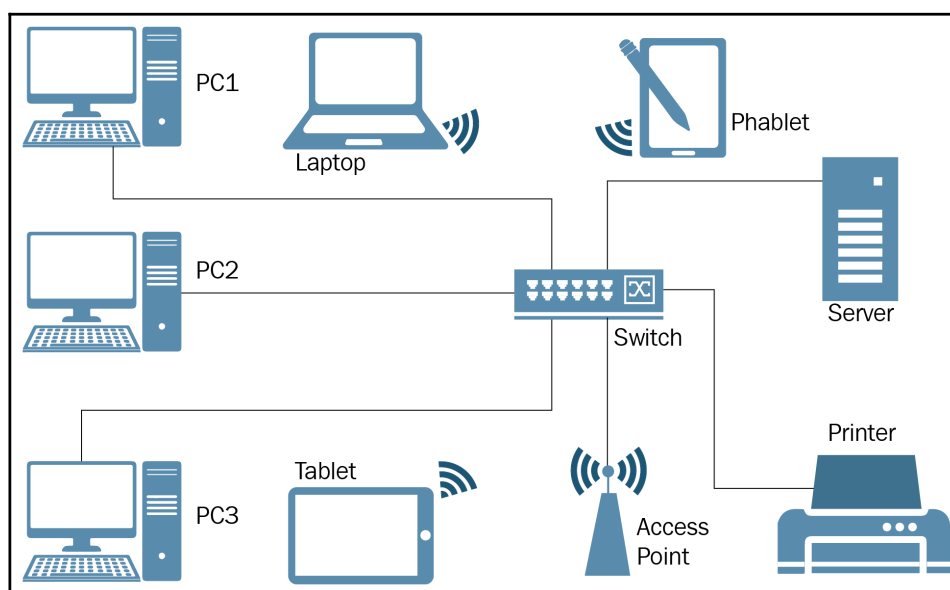 PC1
Laptop
Phablet
PC2
Server
Switch
Printer
Tablet
PC3
Access
Point